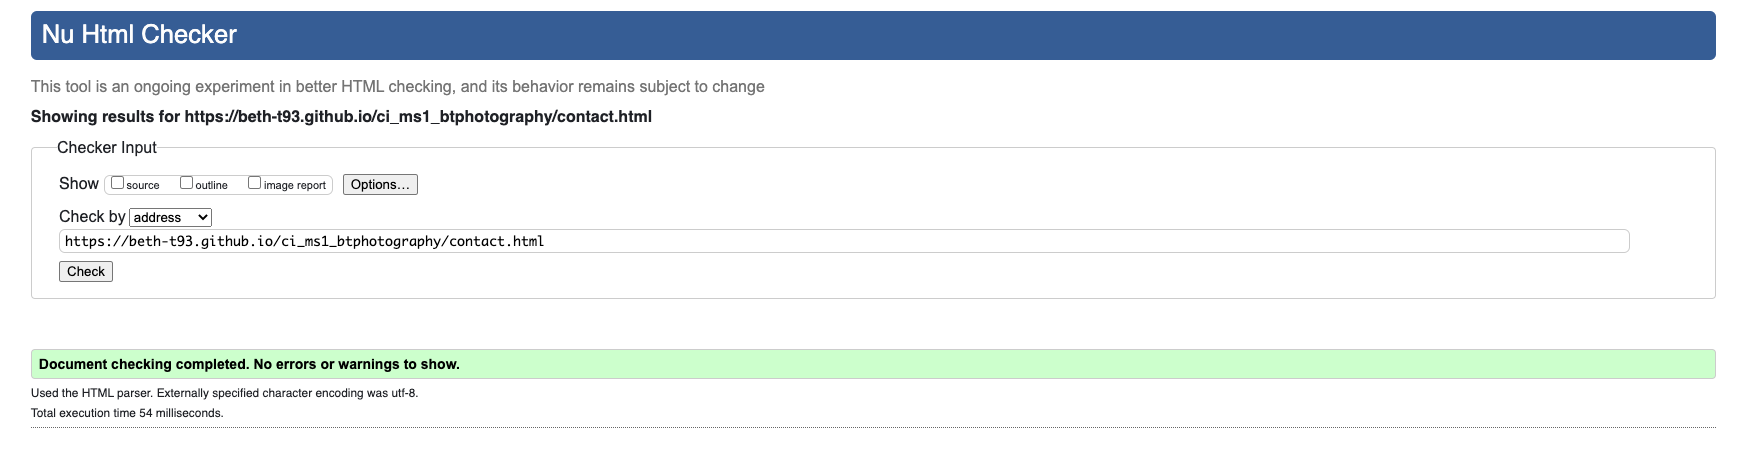 Nu Html Checker
This tool is an ongoing experiment in better HTML checking, and its behavior remains subject to change
Showing results for https://beth-t93.github.io/ci_ms1_btphotography/contact.html
Checker Input
Show source outline image report Options...
Check by address
https://beth-t93.github.io/ci_ms1_btphotography/contact.html
Check
Document checking completed. No errors or warnings to show.
Used the HTML parser. Externally specified character encoding was utf-8.
Total execution time 54 milliseconds.